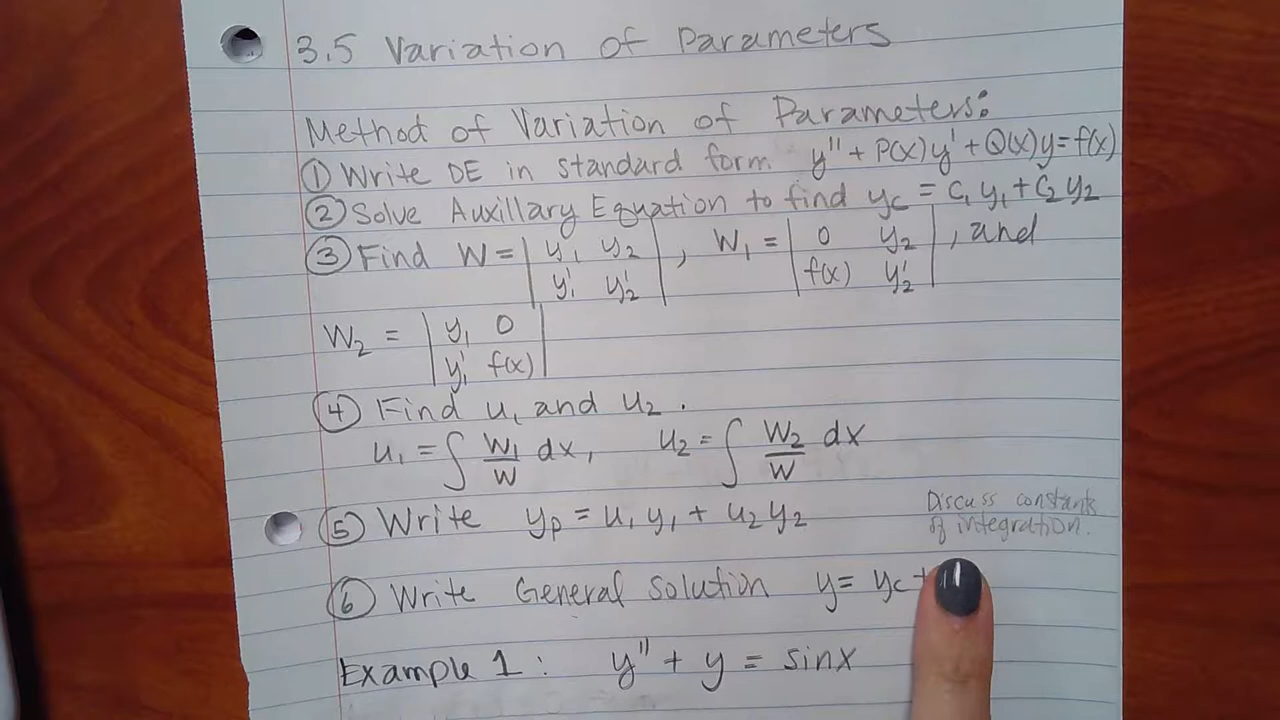 3.5 Variation of Parameters
Method of Variation of Parameters:
① Write DE in standard form y'' + P(x)y' + Q(x)y = f(x)
② Solve Auxillary Equation to find yc = C₁y₁ + C₂y₂
③ Find W = | y₁ y₂ | , W₁ = | 0 y₂ | , and
| y₁' y₂' | | f(x) y₂' |
W₂ = | y₁ 0 |
| y₁' f(x) |
④ Find u₁ and u₂.
u₁ = ∫ W₁/W dx, u₂ = ∫ W₂/W dx
Discuss constants
of integration.
⑤ Write yp = u₁y₁ + u₂y₂
⑥ Write General Solution y = yc +
Example 1: y'' + y = sinx